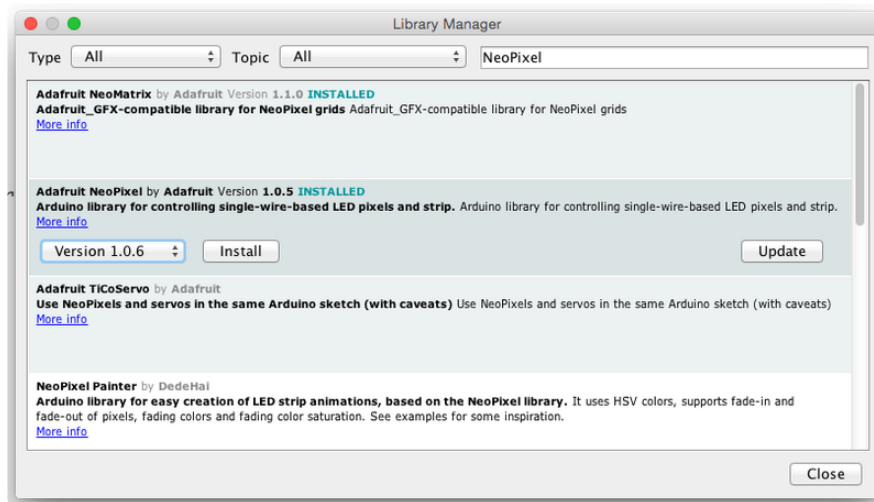 Library Manager
Type All Topic All NeoPixel
Adafruit NeoMatrix by Adafruit Version 1.1.0 INSTALLED
Adafruit_GFX-compatible library for NeoPixel grids Adafruit_GFX-compatible library for NeoPixel grids
More info
Adafruit NeoPixel by Adafruit Version 1.0.5 INSTALLED
Arduino library for controlling single-wire-based LED pixels and strip. Arduino library for controlling single-wire-based LED pixels and strip.
More info
Version 1.0.6 Install Update
Adafruit TiCoServo by Adafruit
Use NeoPixels and servos in the same Arduino sketch (with caveats) Use NeoPixels and servos in the same Arduino sketch (with caveats)
More info
NeoPixel Painter by DedeHai
Arduino library for easy creation of LED strip animations, based on the NeoPixel library. It uses HSV colors, supports fade-in and
fade-out of pixels, fading colors and fading color saturation. See examples for some inspiration.
More info
Close